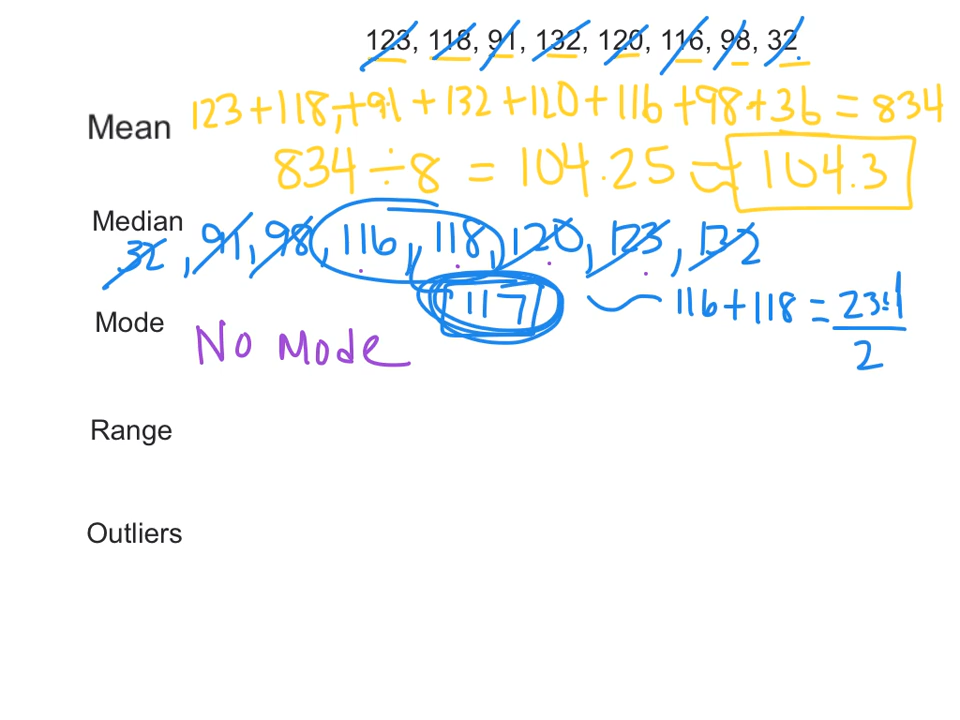 123, 118, 91, 132, 120, 116, 98, 32
Mean 123+118,+91+132+120+116+98+36=834
834÷8 = 104.25 ≈ 104.3
Median
32, 91, 98, 116, 118, 120, 123, 132
117 116+118=234
2
Mode
No Mode
Range
Outliers